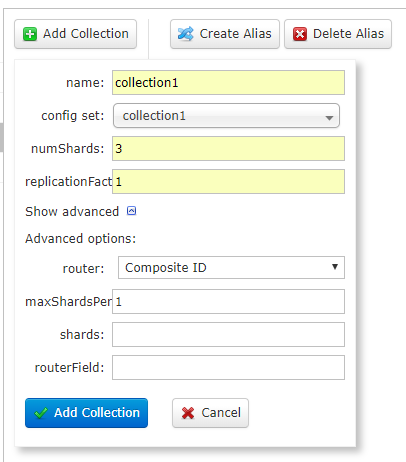 Add Collection Create Alias Delete Alias
name: collection1
config set: collection1
numShards: 3
replicationFact 1
Show advanced
Advanced options:
router: Composite ID
maxShardsPer 1
shards:
routerField:
Add Collection Cancel